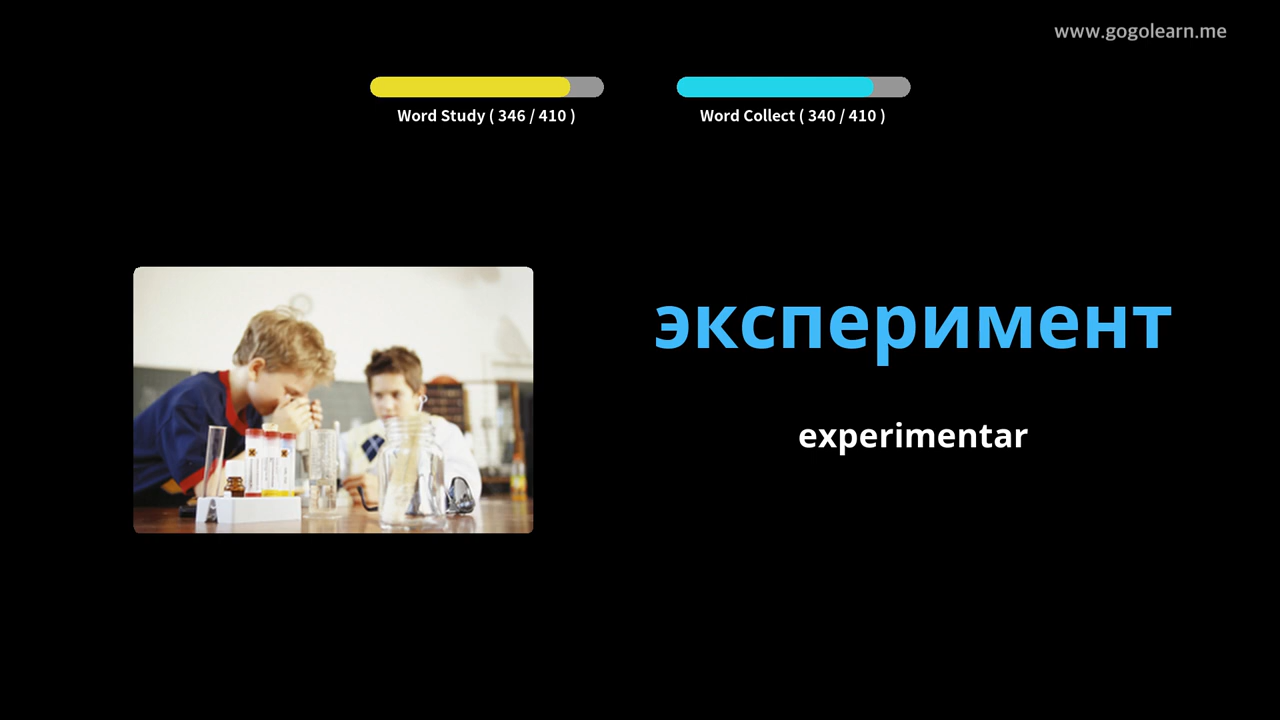 www.gogolearn.me
Word Study ( 346 / 410 )
Word Collect ( 340 / 410 )
эксперимент
experimentar